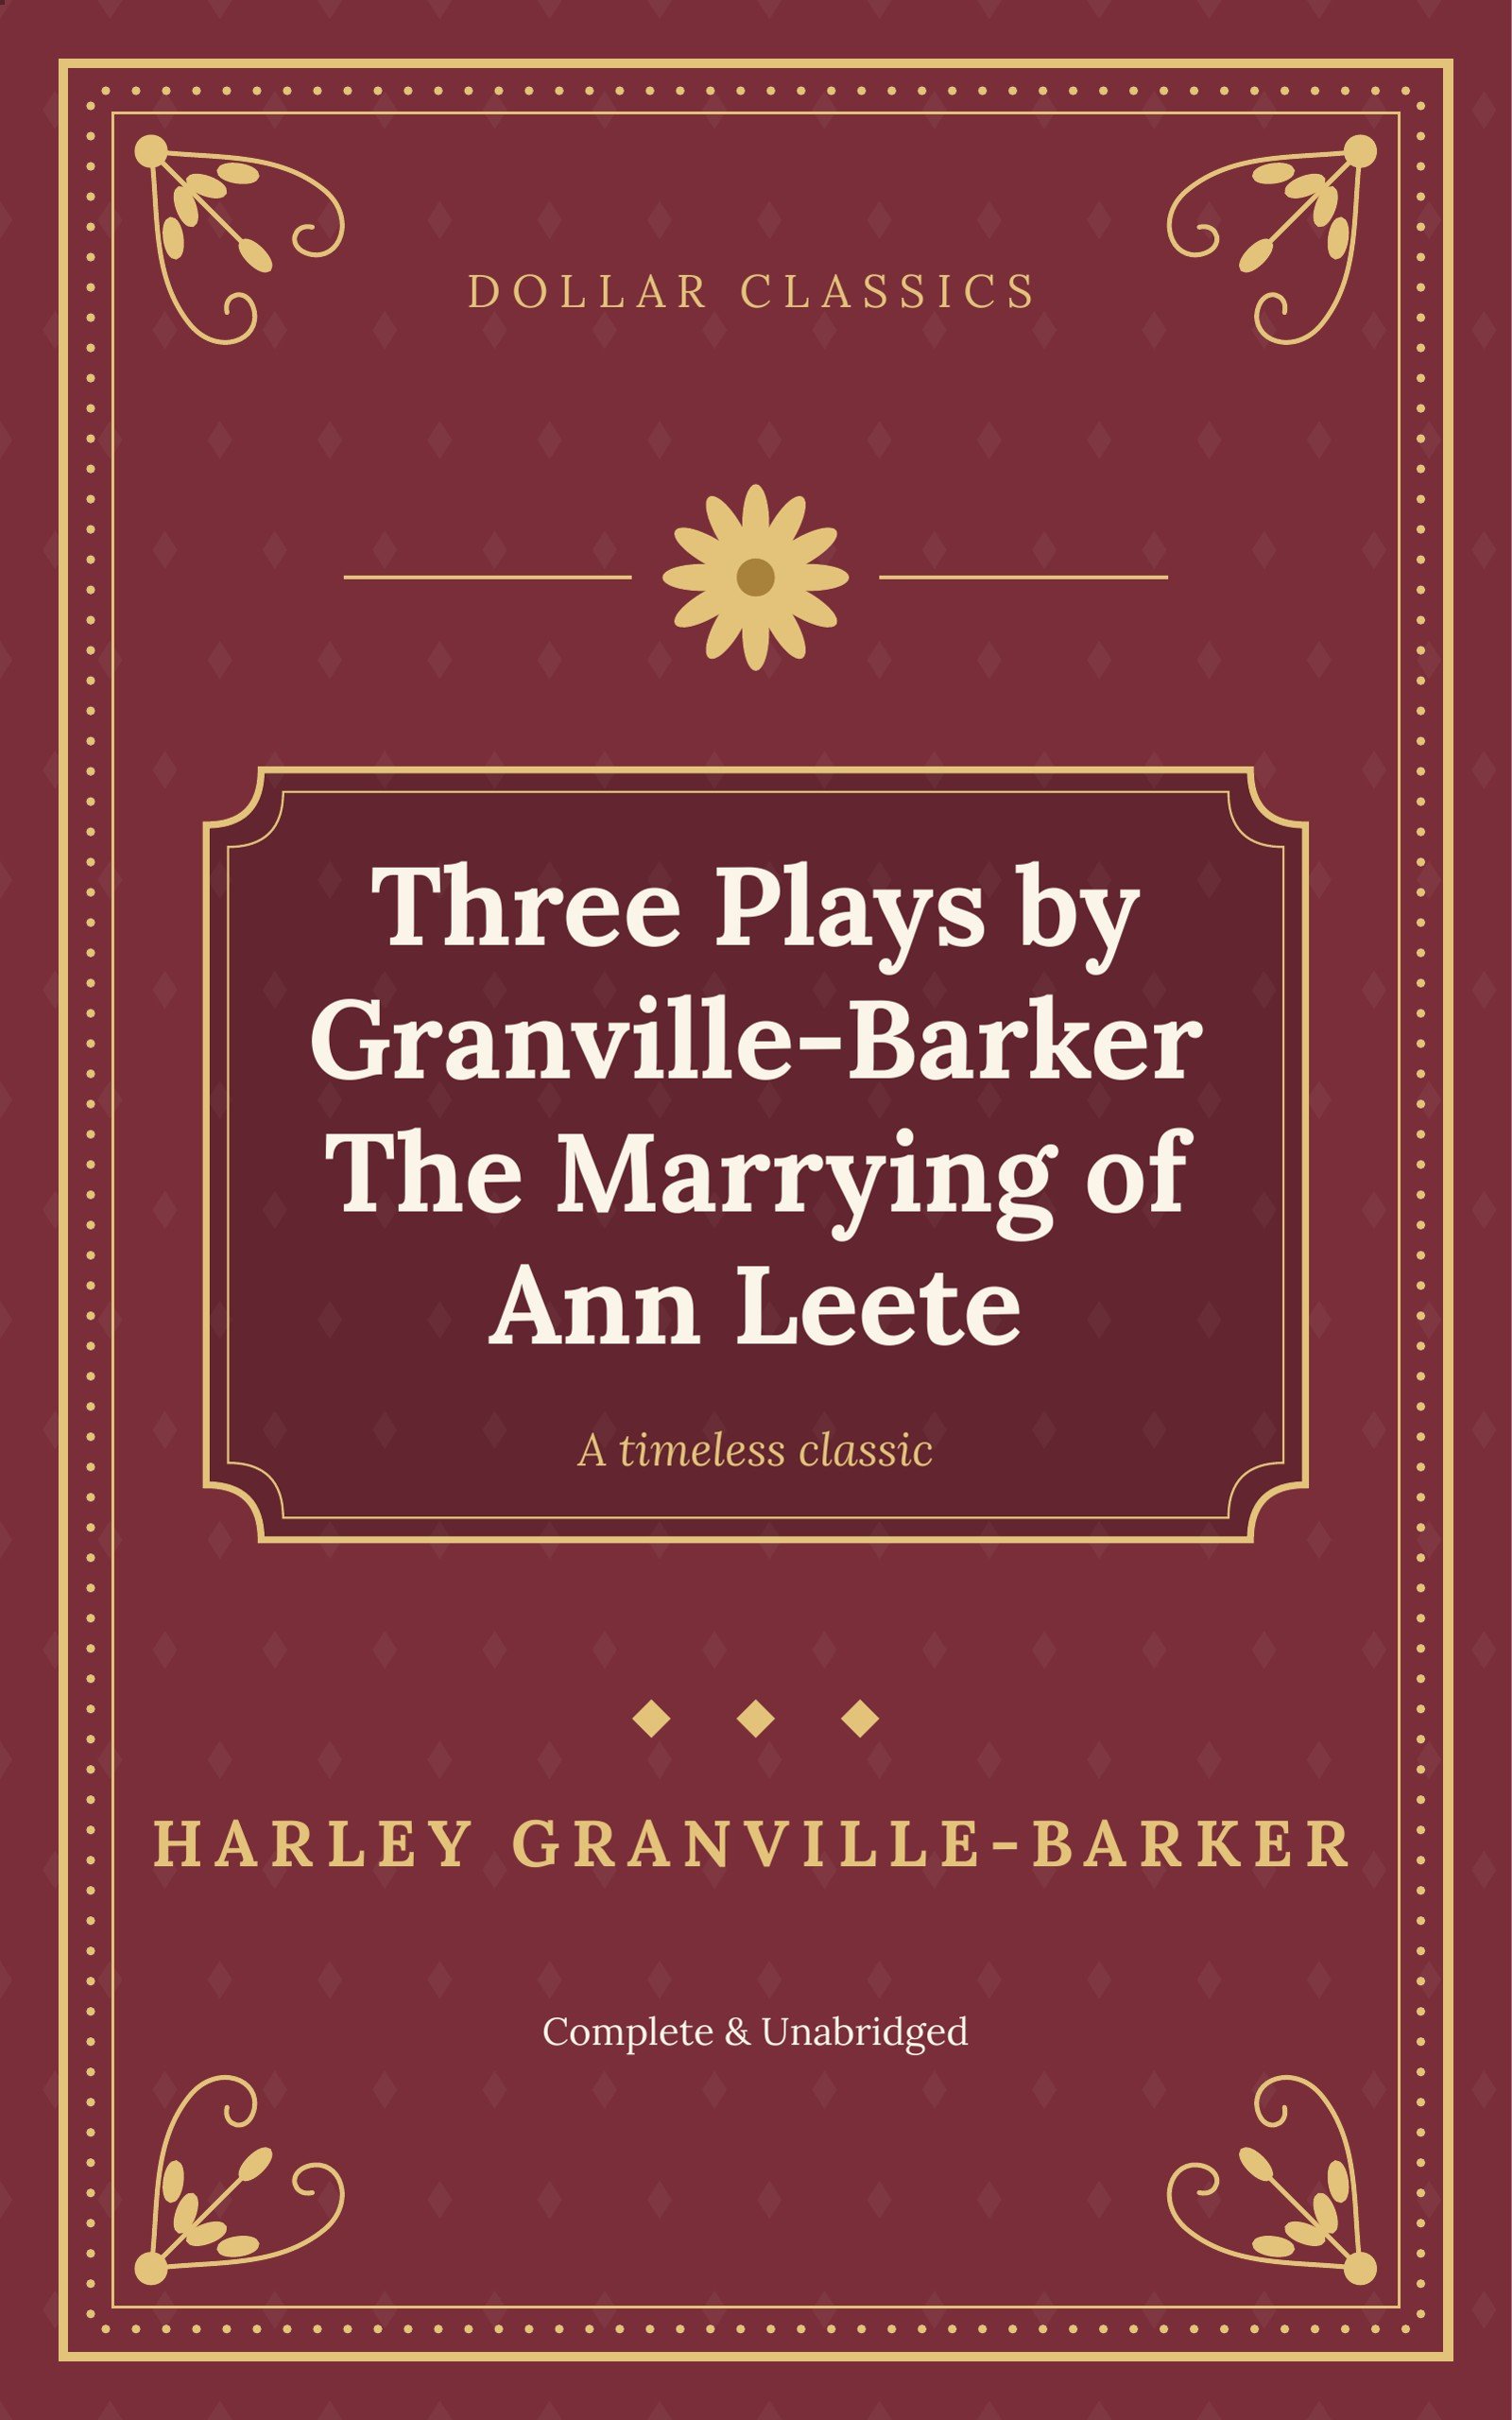 DOLLAR CLASSICS
Three Plays by
Granville-Barker
The Marrying of
Ann Leete
A timeless classic
HARLEY GRANVILLE-BARKER
Complete & Unabridged